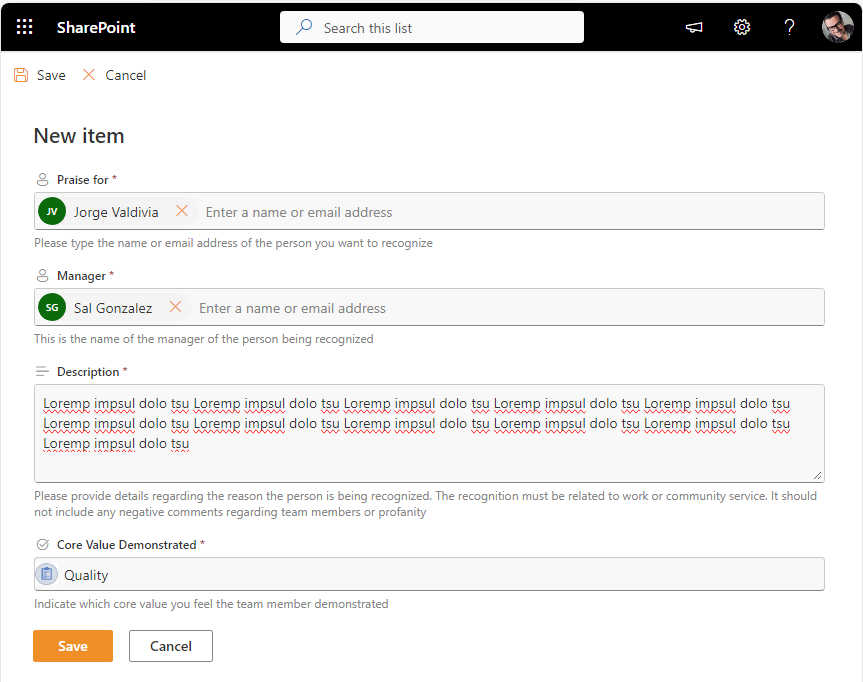 SharePoint
Search this list
?
Save
Cancel
New item
Praise for *
JV
Jorge Valdivia
Enter a name or email address
Please type the name or email address of the person you want to recognize
Manager *
SG
Sal Gonzalez
Enter a name or email address
This is the name of the manager of the person being recognized
Description *
Loremp impsul dolo tsu Loremp impsul dolo tsu Loremp impsul dolo tsu Loremp impsul dolo tsu Loremp impsul dolo tsu
Loremp impsul dolo tsu Loremp impsul dolo tsu Loremp impsul dolo tsu Loremp impsul dolo tsu Loremp impsul dolo tsu
Loremp impsul dolo tsu
Please provide details regarding the reason the person is being recognized. The recognition must be related to work or community service. It should
not include any negative comments regarding team members or profanity
Core Value Demonstrated *
Quality
Indicate which core value you feel the team member demonstrated
Save
Cancel